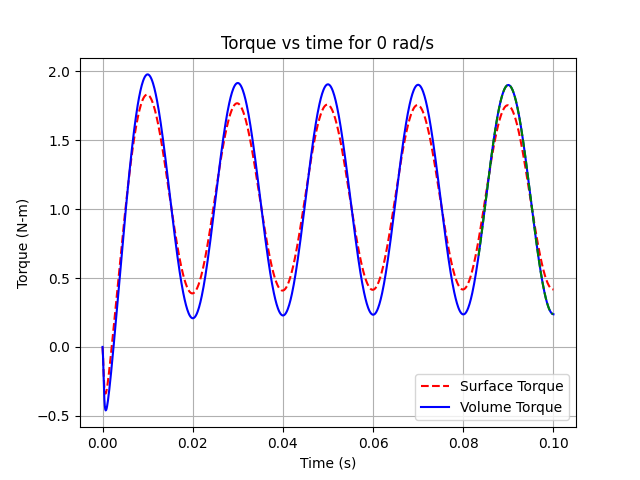 Torque vs time for 0 rad/s
2.0
1.5
1.0
0.5
0.0
−0.5
Torque (N-m)
0.00 0.02 0.04 0.06 0.08 0.10
Time (s)
Surface Torque
Volume Torque